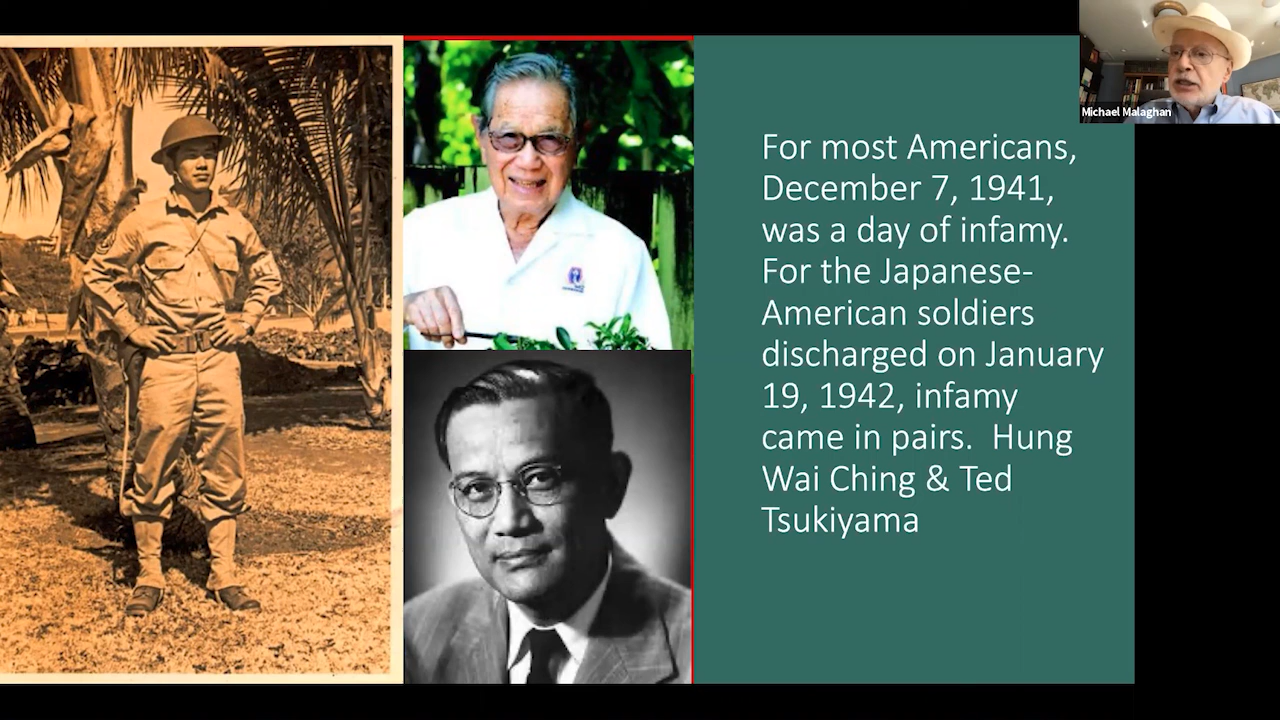 Michael Malaghan
For most Americans,
December 7, 1941,
was a day of infamy.
For the Japanese-
American soldiers
discharged on January
19, 1942, infamy
came in pairs.  Hung
Wai Ching & Ted
Tsukiyama